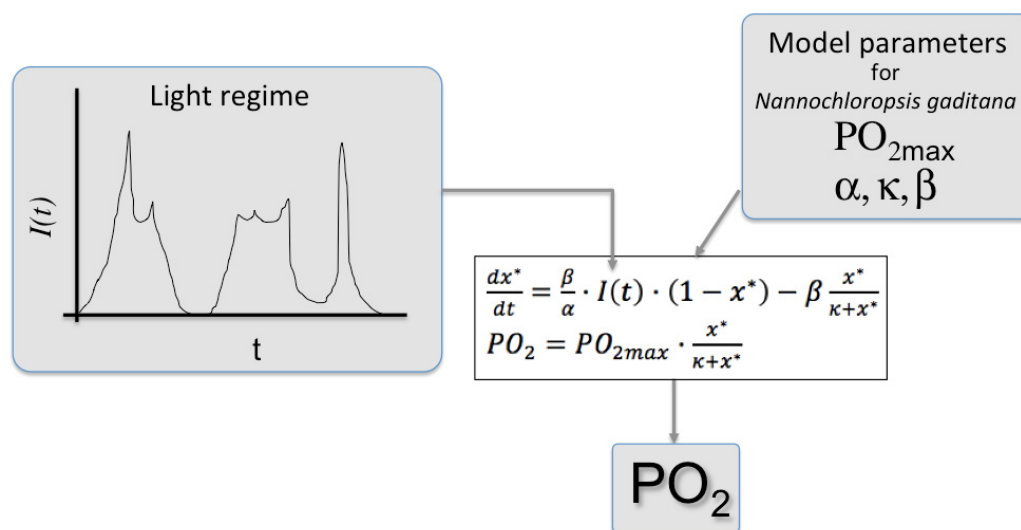 Light regime
I(t)
t
Model parameters
for
Nannochloropsis gaditana
PO₂max
α, κ, β
dx*/dt = β/α · I(t) · (1 − x*) − β x*/(κ+x*)
PO₂ = PO₂max · x*/(κ+x*)
PO₂